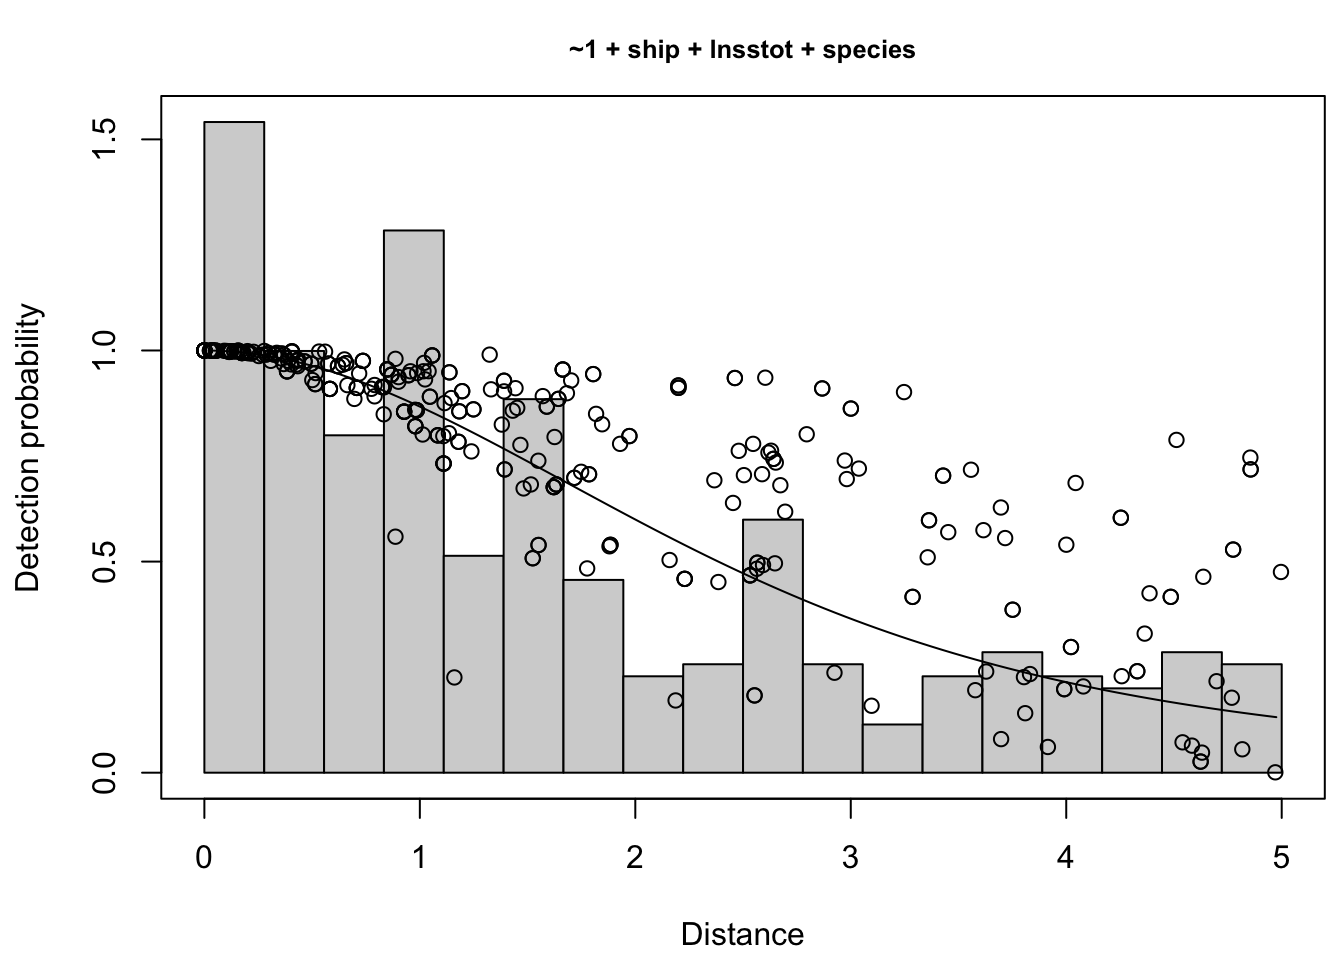 ~1 + ship + lnsstot + species
Detection probability
1.5
1.0
0.5
0.0
0 1 2 3 4 5
Distance